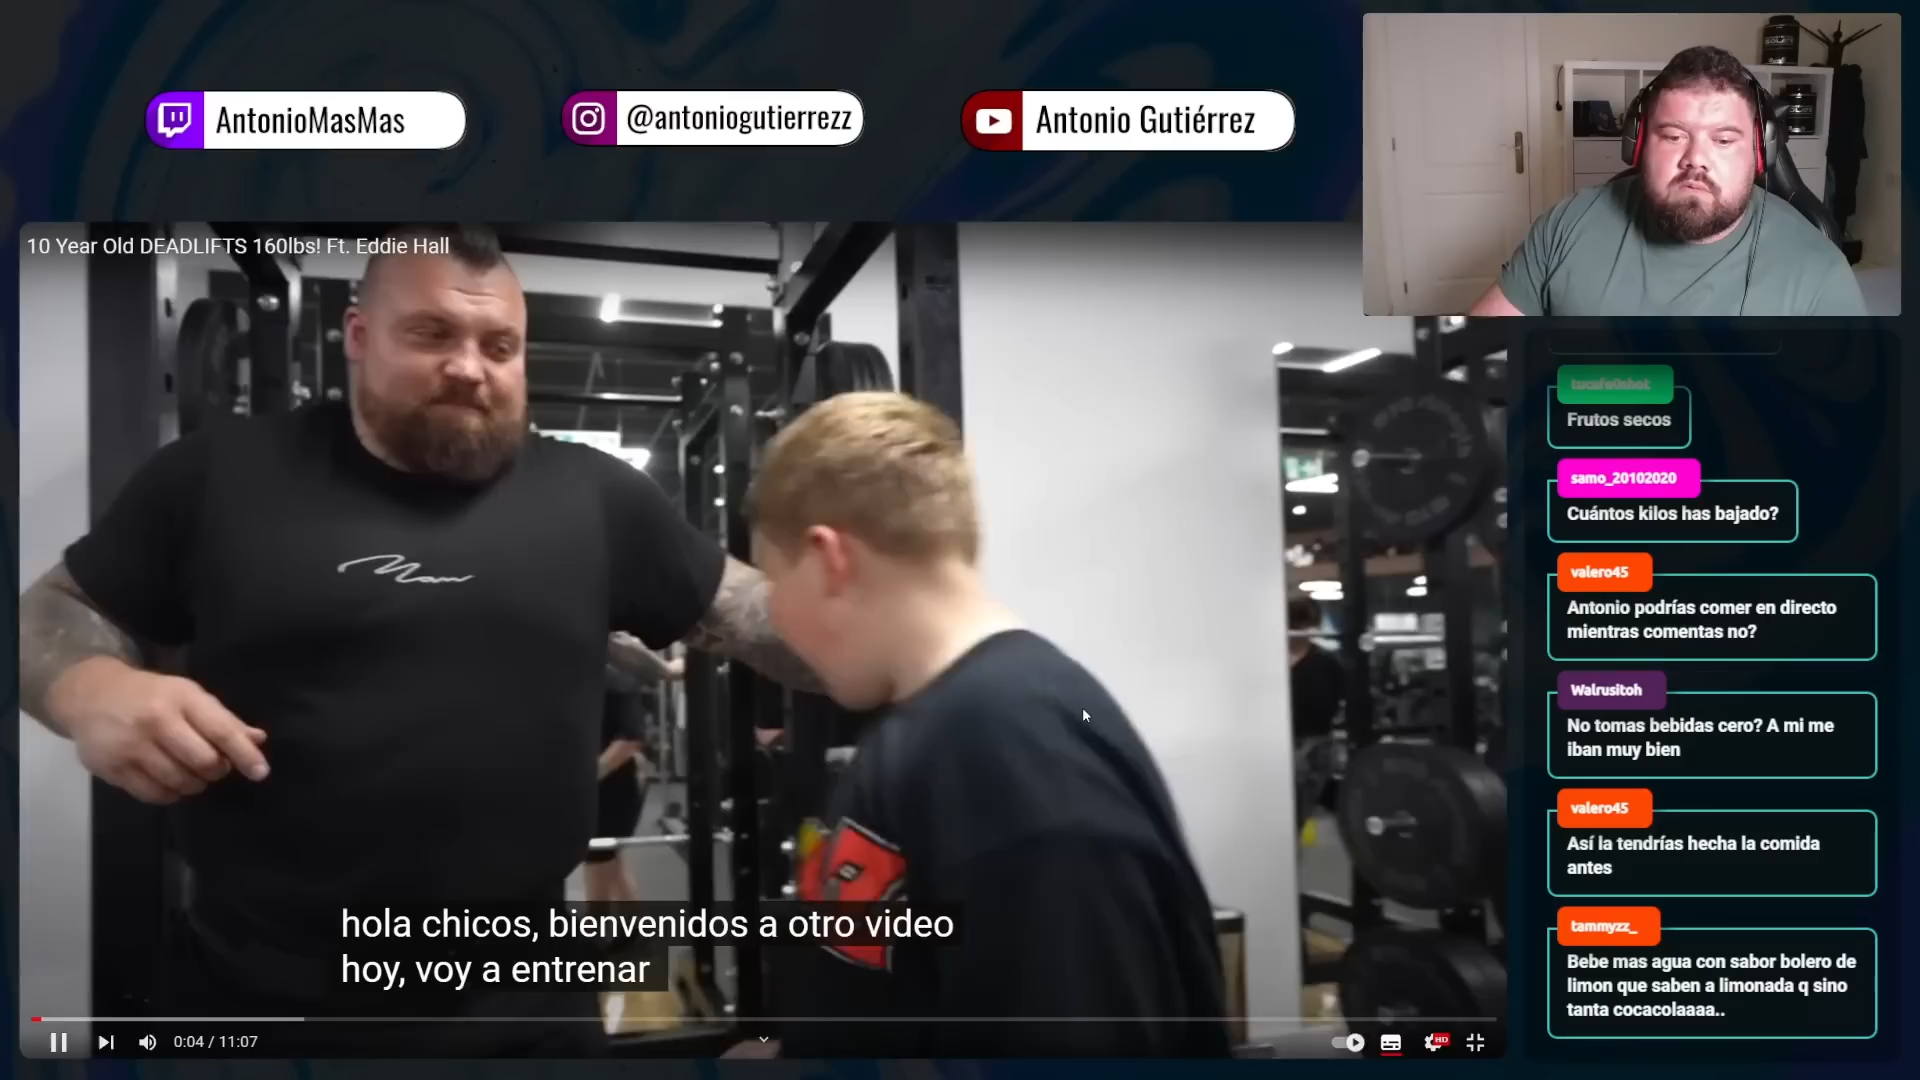 AntonioMasMas
@antoniogutierrezz
Antonio Gutiérrez
10 Year Old DEADLIFTS 160lbs! Ft. Eddie Hall
Man
hola chicos, bienvenidos a otro video
hoy, voy a entrenar
0:04 / 11:07
HD
Frutos secos
samo_20102020
Cuántos kilos has bajado?
valero45
Antonio podrías comer en directo
mientras comentas no?
Walrusitoh
No tomas bebidas cero? A mi me
iban muy bien
valero45
Así la tendrías hecha la comida
antes
tammyzz_
Bebe mas agua con sabor bolero de
limon que saben a limonada q sino
tanta cocacolaaaa..